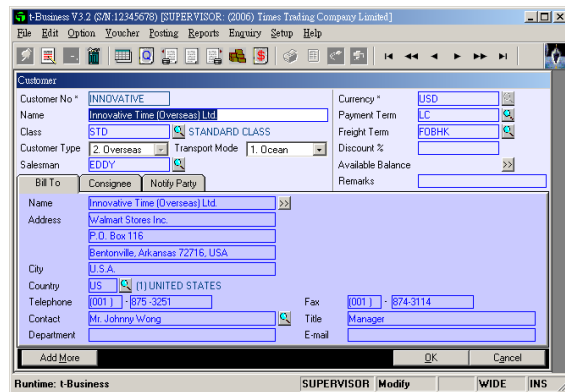 t-Business V3.2 (S/N:12345678) [SUPERVISOR: (2006) Times Trading Company Limited]
File Edit Option Voucher Posting Reports Enquiry Setup Help
Customer
Customer No * INNOVATIVE Currency * USD
Name Innovative Time (Overseas) Ltd. Payment Term LC
Class STD STANDARD CLASS Freight Term FOBHK
Customer Type 2. Overseas Transport Mode 1. Ocean Discount %
Salesman EDDY Available Balance >>
Bill To Consignee Notify Party Remarks
Name Innovative Time (Overseas) Ltd. >>
Address Walmart Stores Inc.
P.O. Box 116
Bentonville, Arkansas 72716, USA
City U.S.A.
Country US (1) UNITED STATES
Telephone (001 ) - 875 -3251 Fax (001 ) - 874-3114
Contact Mr. Johnny Wong Title Manager
Department E-mail
Add More OK Cancel
Runtime: t-Business SUPERVISOR Modify WIDE INS